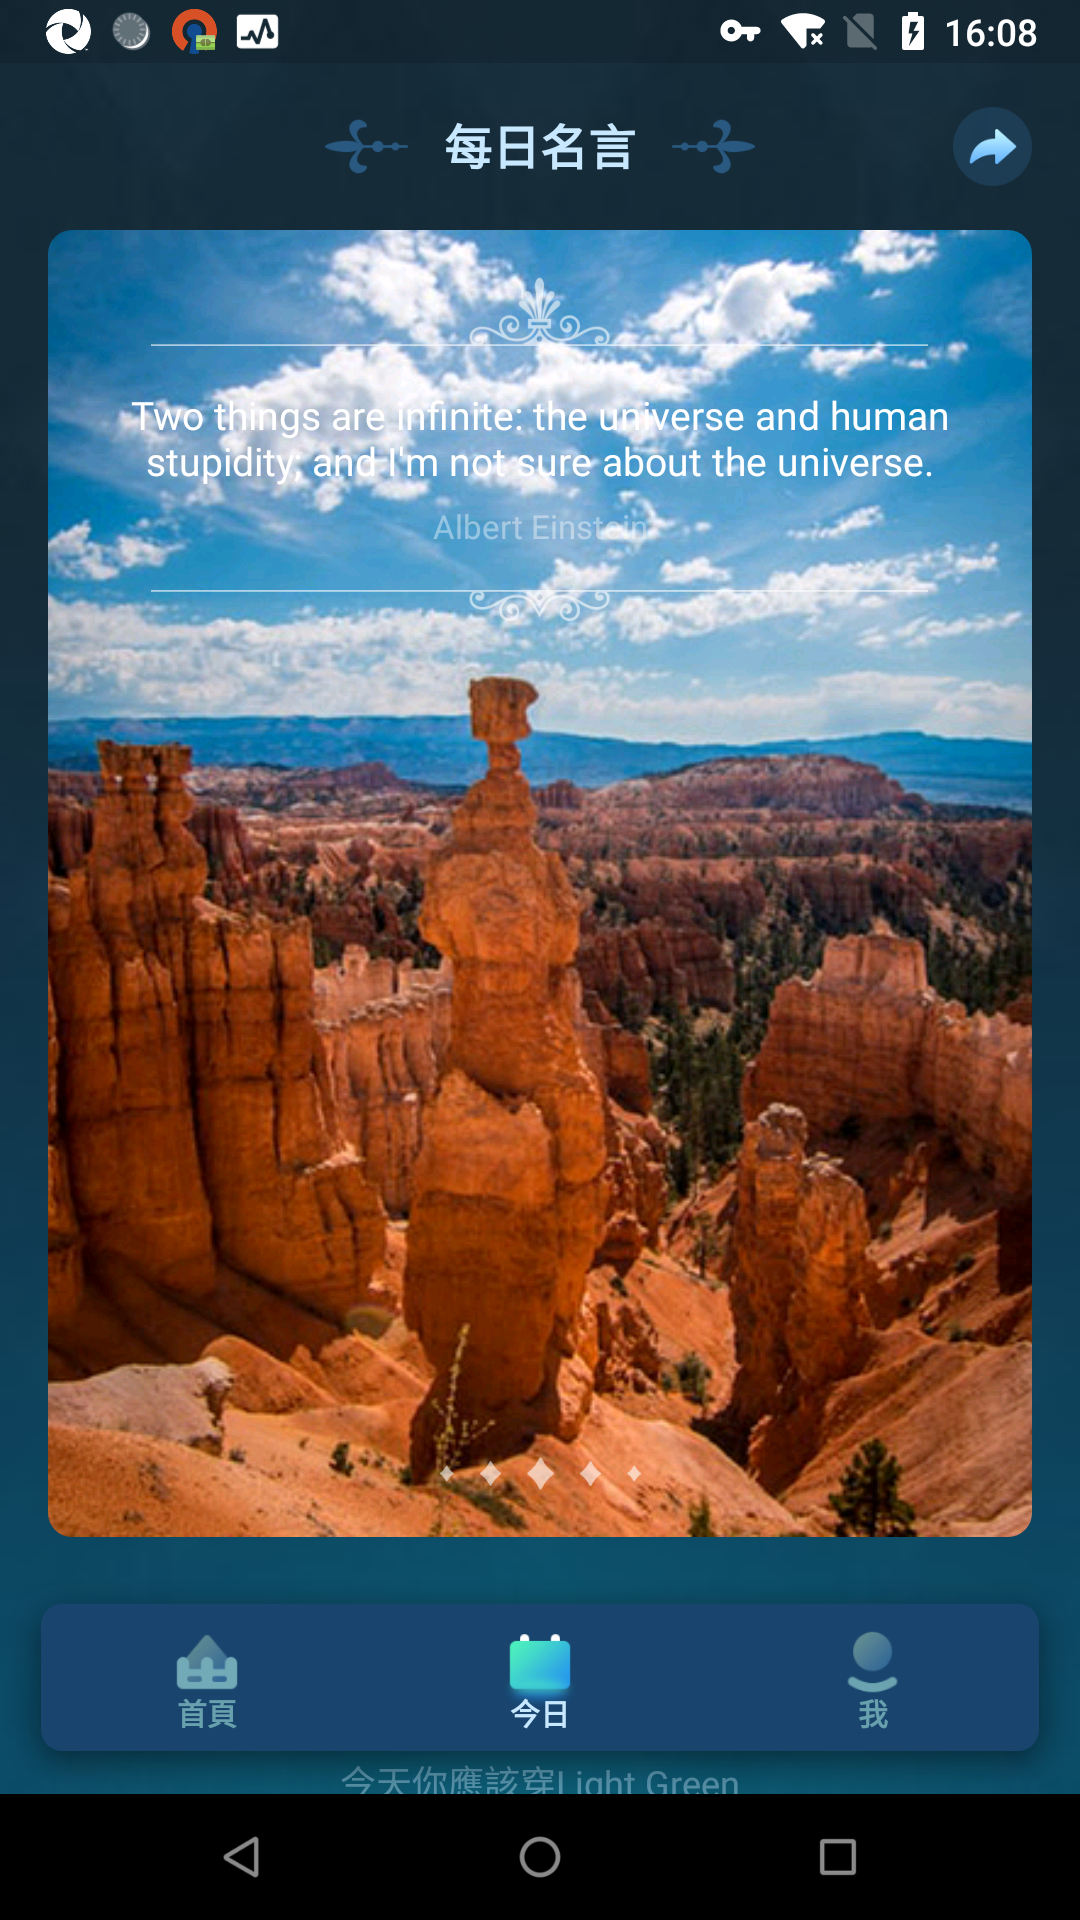 16:08
每日名言
Two things are infinite: the universe and human
stupidity; and I'm not sure about the universe.
Albert Einstein
首頁
今日
我
今天你應該穿Light Green